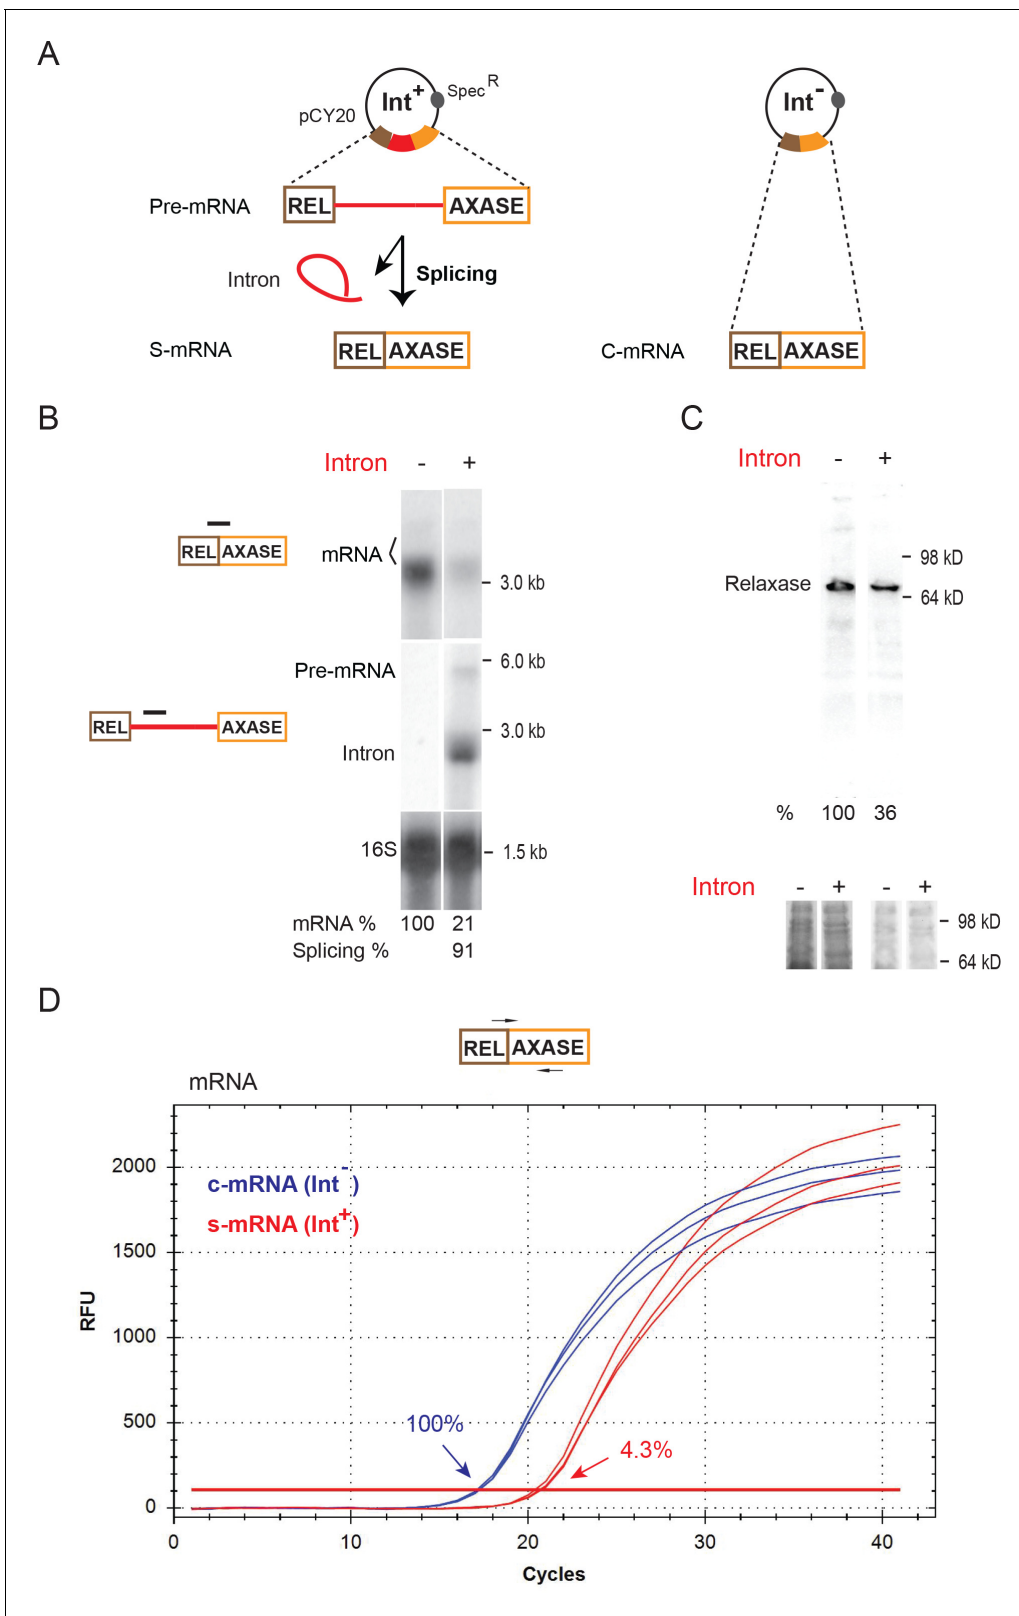 A
Int+
Spec R
pCY20
Int-
Pre-mRNA
REL
AXASE
Intron
Splicing
S-mRNA
REL AXASE
C-mRNA
REL AXASE
B
Intron - +
REL AXASE
mRNA
3.0 kb
Pre-mRNA
6.0 kb
REL
AXASE
3.0 kb
Intron
16S
1.5 kb
mRNA % 100 21
Splicing % 91
C
Intron - +
98 kD
Relaxase
64 kD
% 100 36
Intron - + - +
98 kD
64 kD
D
REL AXASE
mRNA
c-mRNA (Int-)
s-mRNA (Int+)
2000
1500
1000
500
0
RFU
100%
4.3%
0 10 20 30 40
Cycles